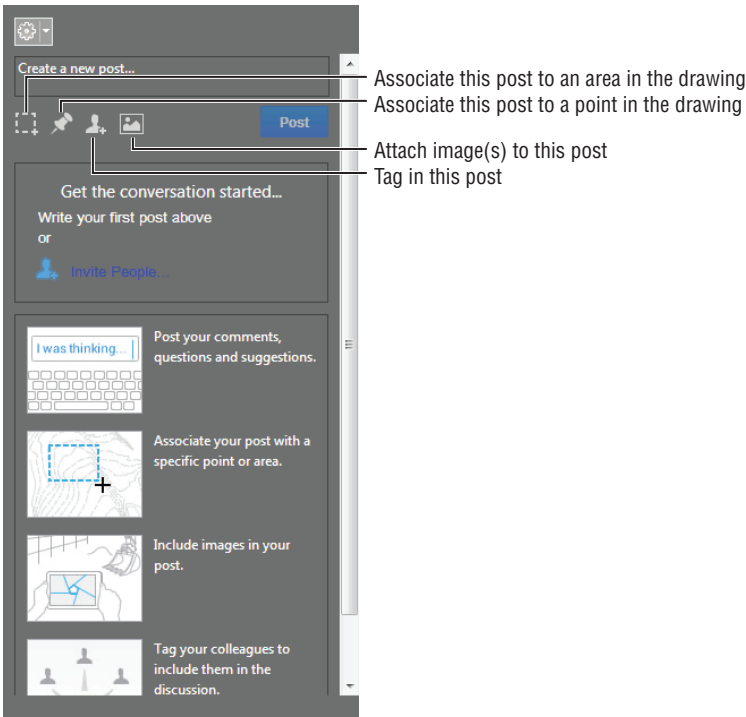 Create a new post...
Associate this post to an area in the drawing
Associate this post to a point in the drawing
Post
Attach image(s) to this post
Tag in this post
Get the conversation started...
Write your first post above
or
Invite People...
I was thinking...
Post your comments,
questions and suggestions.
Associate your post with a
specific point or area.
Include images in your
post.
Tag your colleagues to
include them in the
discussion.